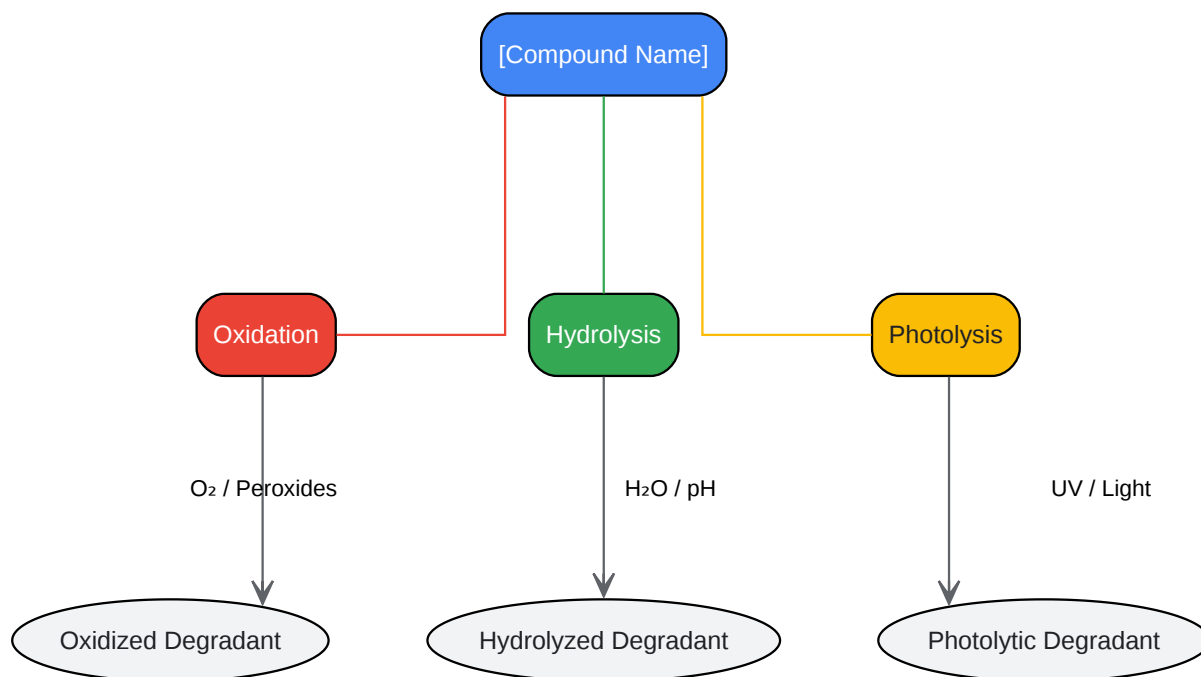 [Compound Name]
Oxidation
Hydrolysis
Photolysis
O₂ / Peroxides
H₂O / pH
UV / Light
Oxidized Degradant
Hydrolyzed Degradant
Photolytic Degradant